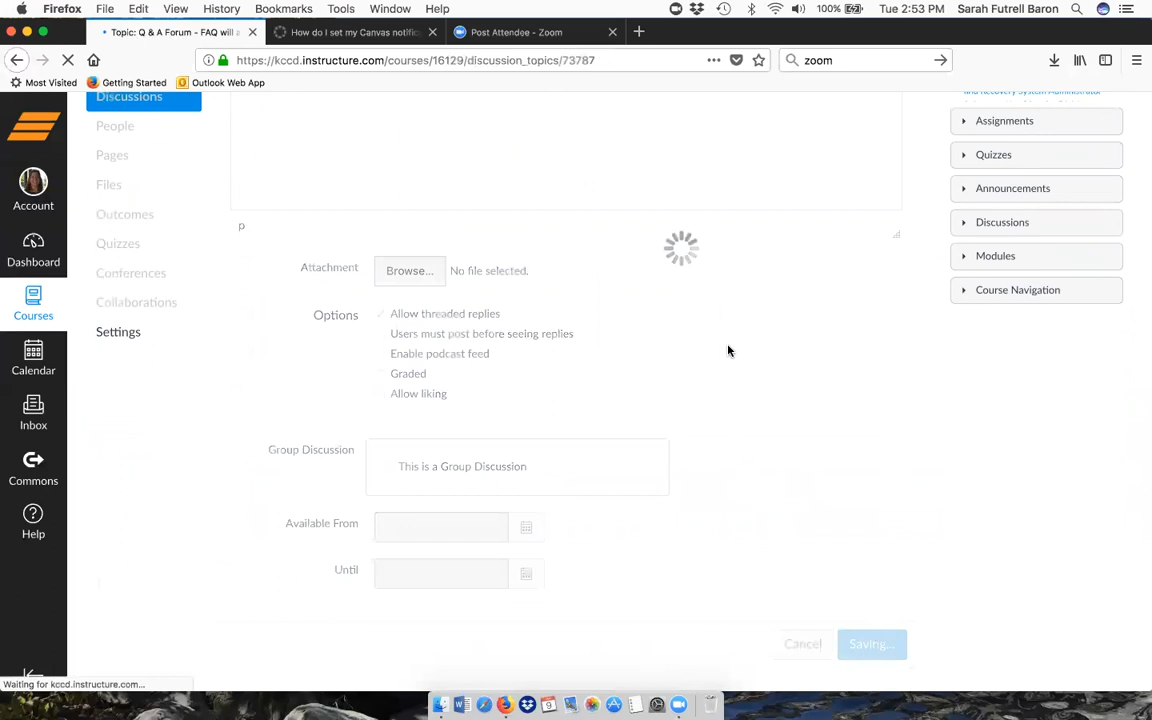 Firefox File Edit View History Bookmarks Tools Window Help 100% Tue 2:53 PM Sarah Futrell Baron
Topic: Q & A Forum - FAQ will a How do I set my Canvas notific Post Attendee - Zoom
https://kccd.instructure.com/courses/16129/discussion_topics/73787 zoom
Most Visited Getting Started Outlook Web App
Discussions
People
Pages
Files
Outcomes
Quizzes
Conferences
Collaborations
Settings
Account
Dashboard
Courses
Calendar
Inbox
Commons
Help
p
Attachment Browse... No file selected.
Options Allow threaded replies
Users must post before seeing replies
Enable podcast feed
Graded
Allow liking
Group Discussion This is a Group Discussion
Available From
Until
Cancel Saving...
and Recovery System Administrator
Assignments
Quizzes
Announcements
Discussions
Modules
Course Navigation
Waiting for kccd.instructure.com...